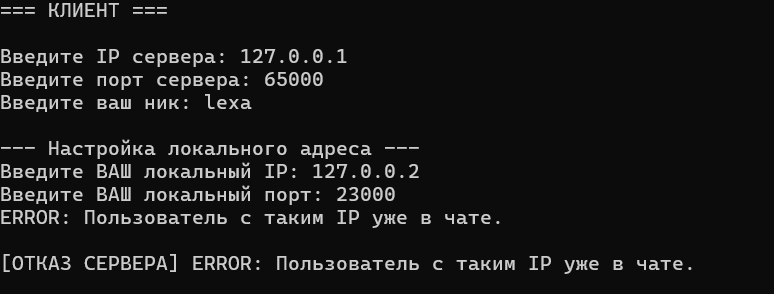 === КЛИЕНТ ===
Введите IP сервера: 127.0.0.1
Введите порт сервера: 65000
Введите ваш ник: lexa
--- Настройка локального адреса ---
Введите ВАШ локальный IP: 127.0.0.2
Введите ВАШ локальный порт: 23000
ERROR: Пользователь с таким IP уже в чате.
[ОТКАЗ СЕРВЕРА] ERROR: Пользователь с таким IP уже в чате.